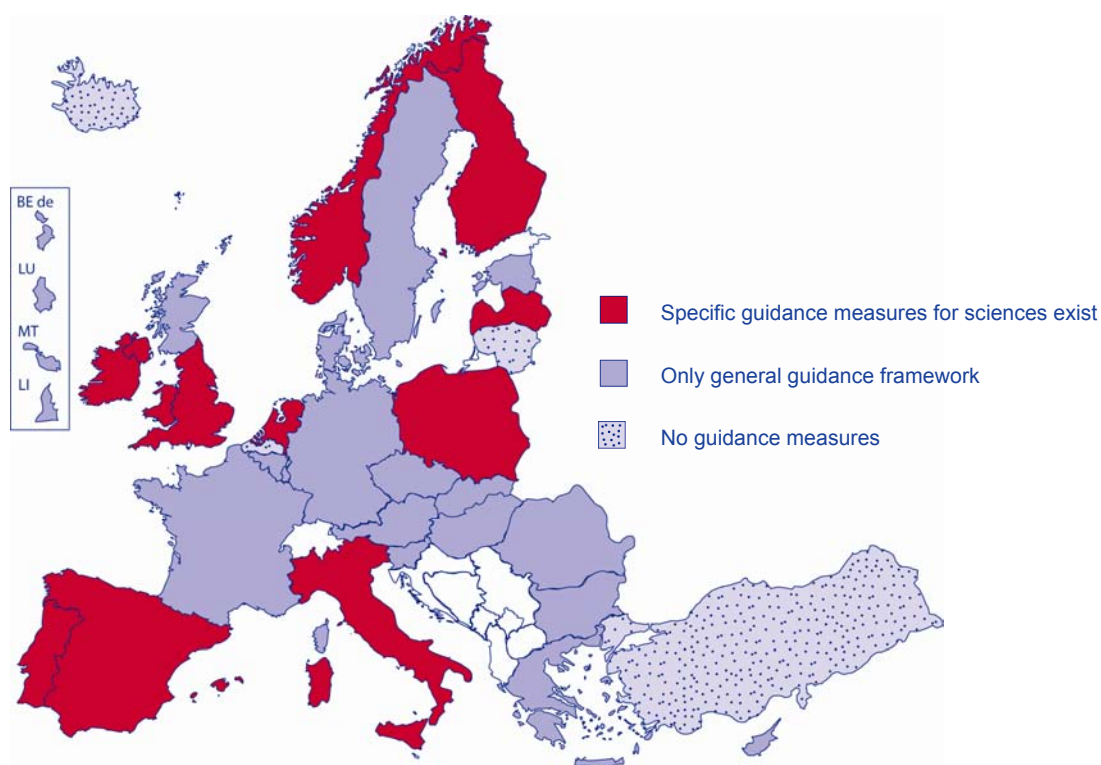 BE de
LU
MT
LI
Specific guidance measures for sciences exist
Only general guidance framework
No guidance measures